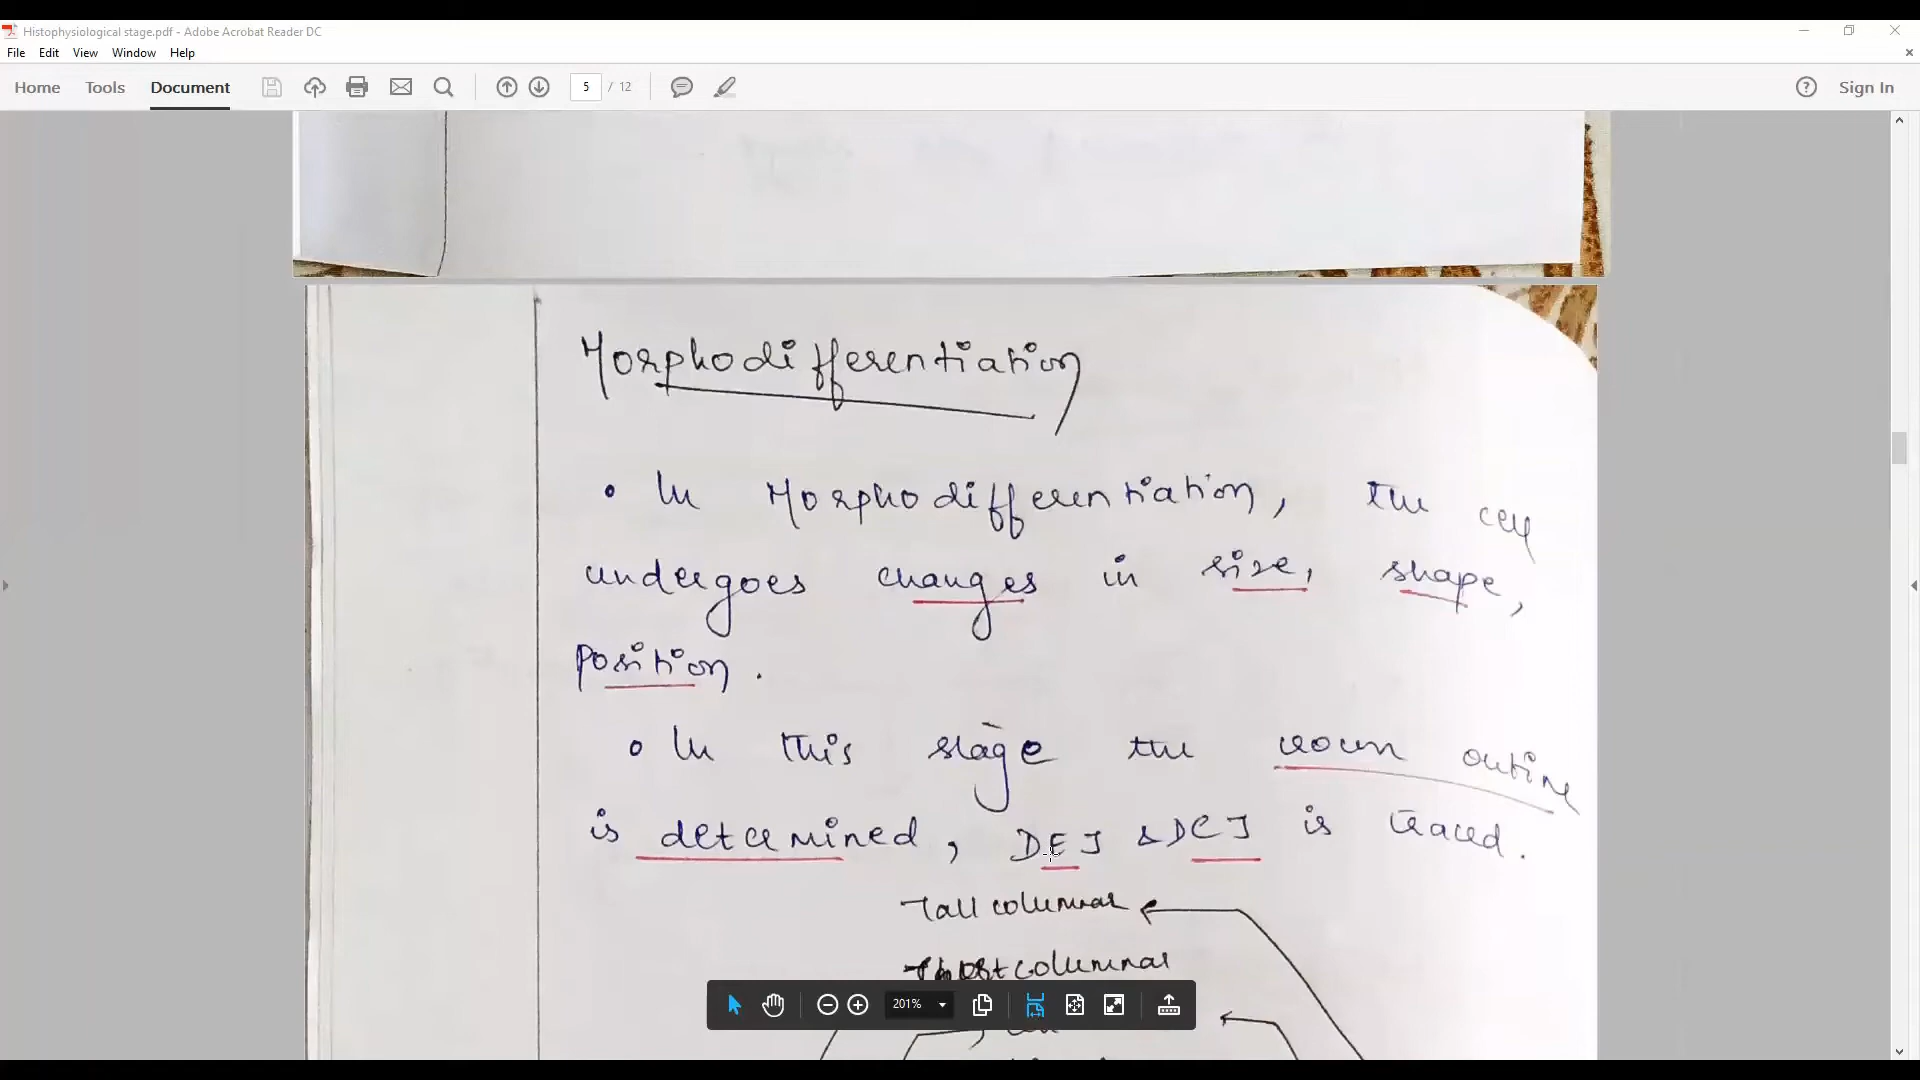 Histophysiological stage.pdf - Adobe Acrobat Reader DC
File Edit View Window Help
Home Tools Document 5 / 12 Sign In
Morphodifferentiation
• In Morphodifferentiation, the cell
undergoes changes in size, shape,
position.
• In this stage the crown outline
is determined, DEJ & DCJ is traced.
Tall columnar
Short columnar
201%